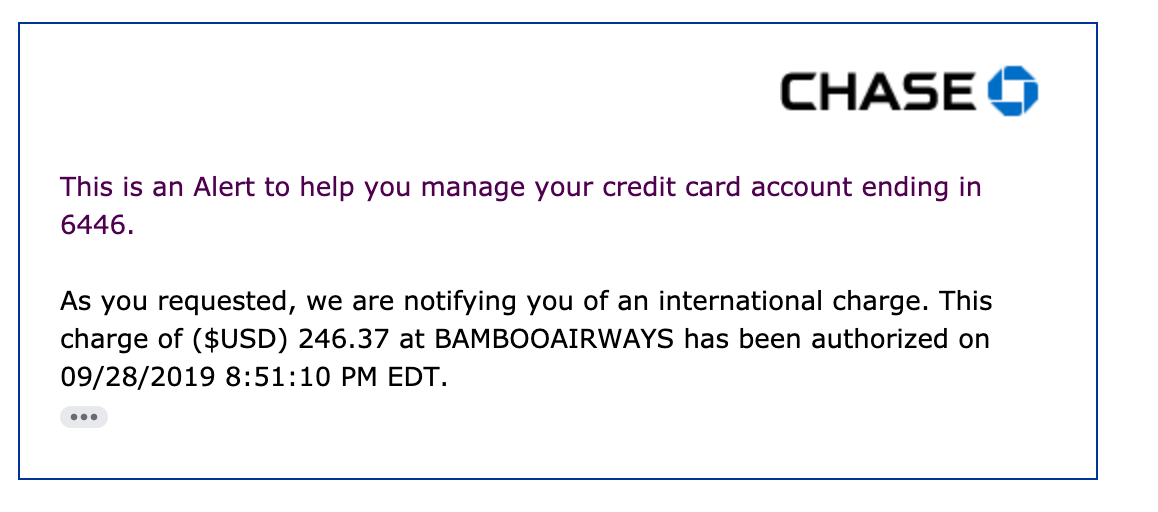 CHASE
This is an Alert to help you manage your credit card account ending in
6446.
As you requested, we are notifying you of an international charge. This
charge of ($USD) 246.37 at BAMBOOAIRWAYS has been authorized on
09/28/2019 8:51:10 PM EDT.